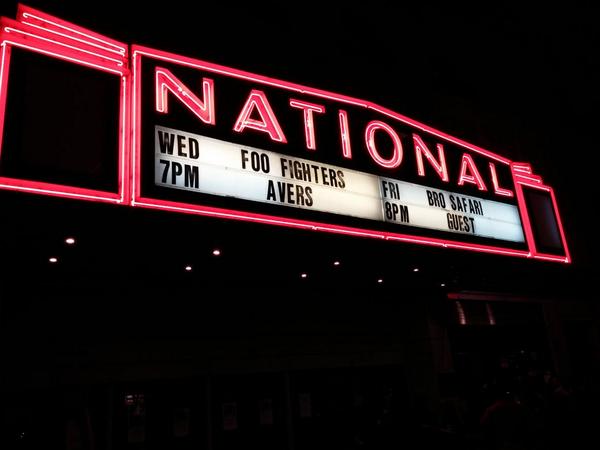 NATIONAL
WED FOO FIGHTERS
7PM AVERS
FRI BRO SAFARI
8PM GUEST